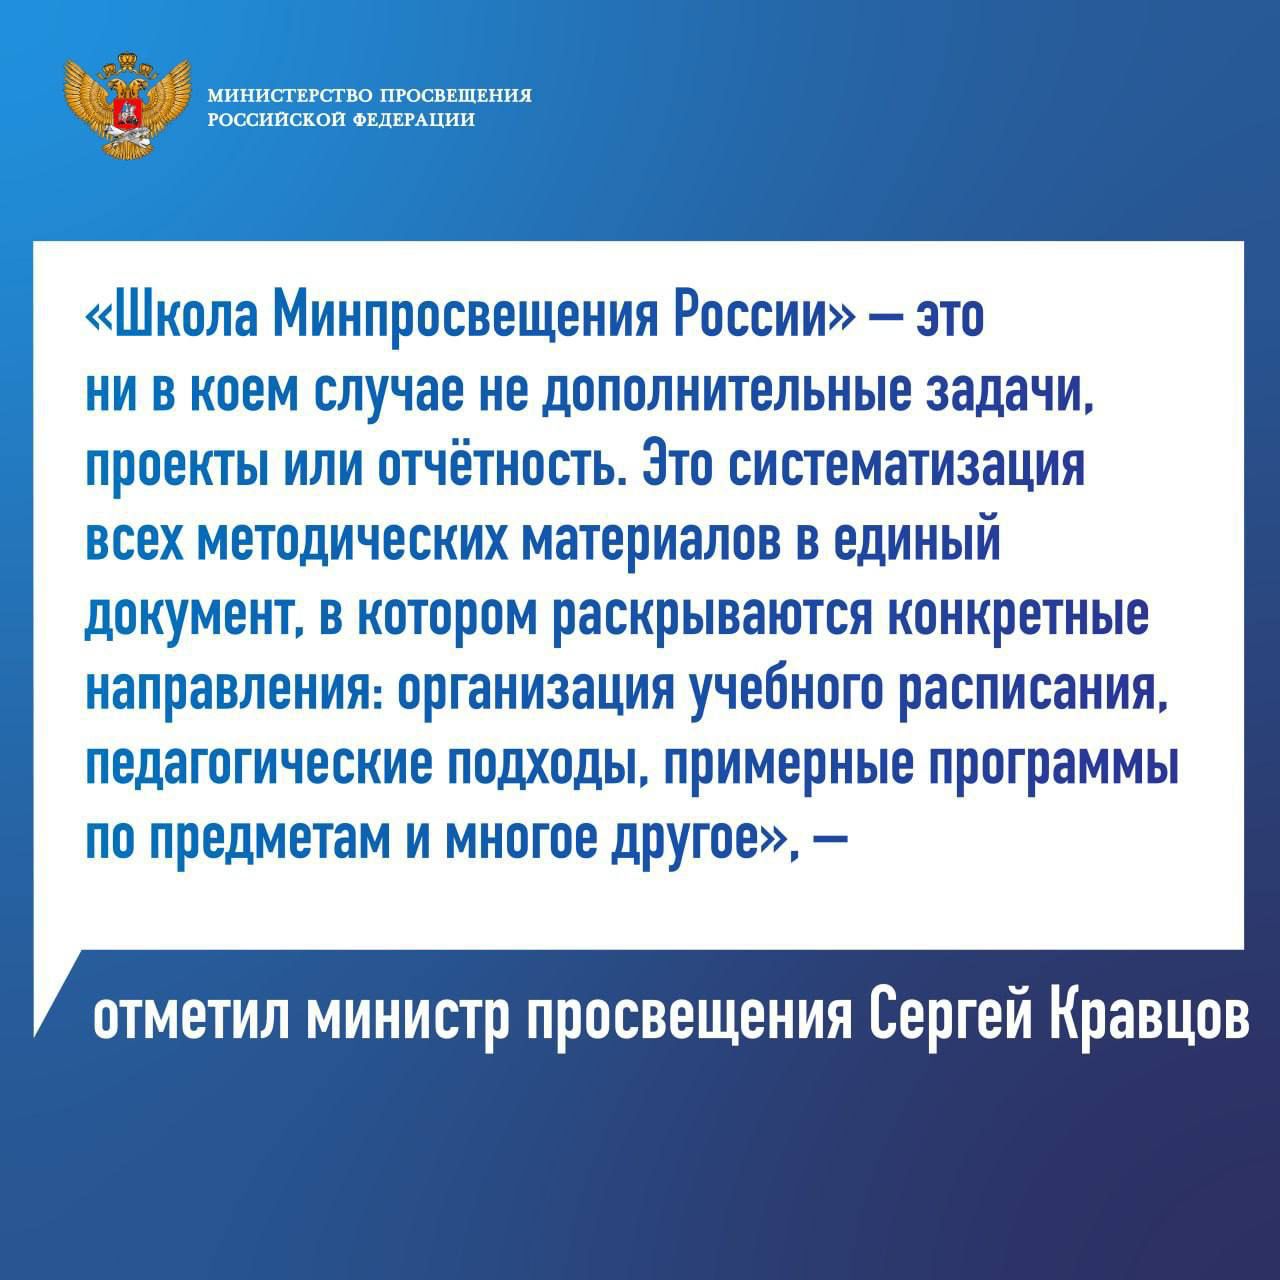 МИНИСТЕРСТВО ПРОСВЕЩЕНИЯ
РОССИЙСКОЙ ФЕДЕРАЦИИ
«Школа Минпросвещения России» – это
ни в коем случае не дополнительные задачи,
проекты или отчётность. Это систематизация
всех методических материалов в единый
документ, в котором раскрываются конкретные
направления: организация учебного расписания,
педагогические подходы, примерные программы
по предметам и многое другое», –
отметил министр просвещения Сергей Кравцов